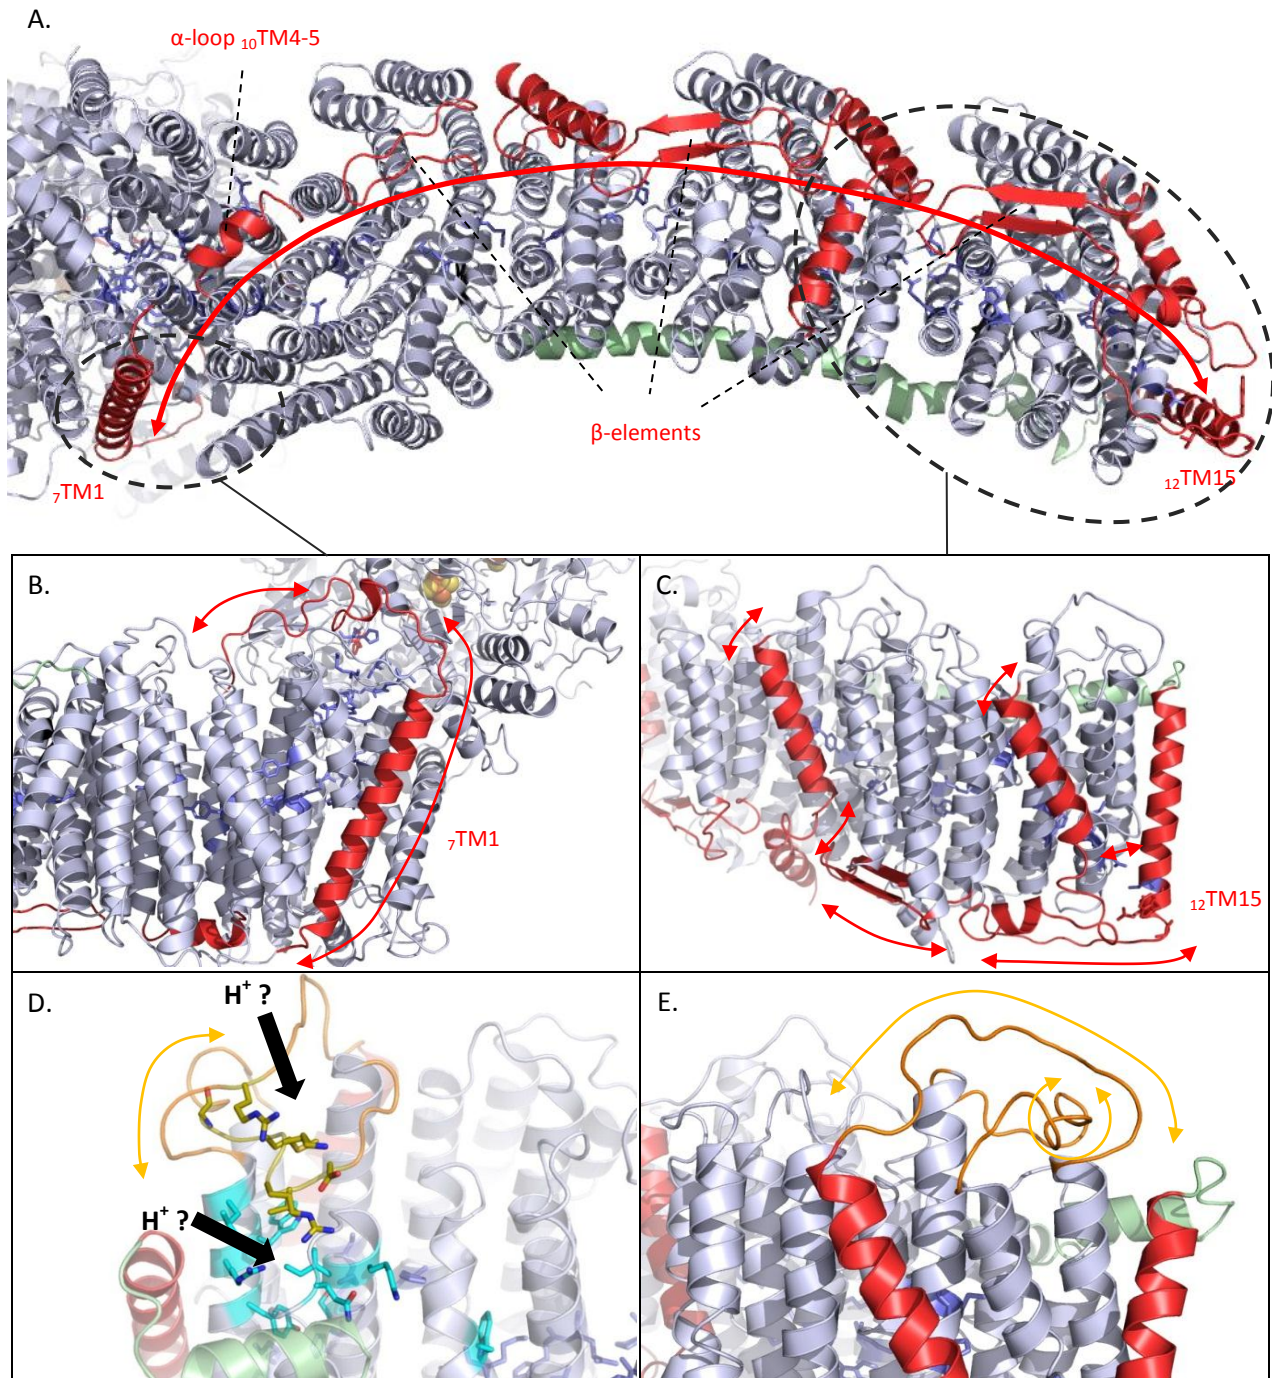 A.
α-loop ₁₀TM4-5
β-elements
₇TM1
₁₂TM15
B.
₇TM1
C.
₁₂TM15
D.
H⁺ ?
H⁺ ?
E.